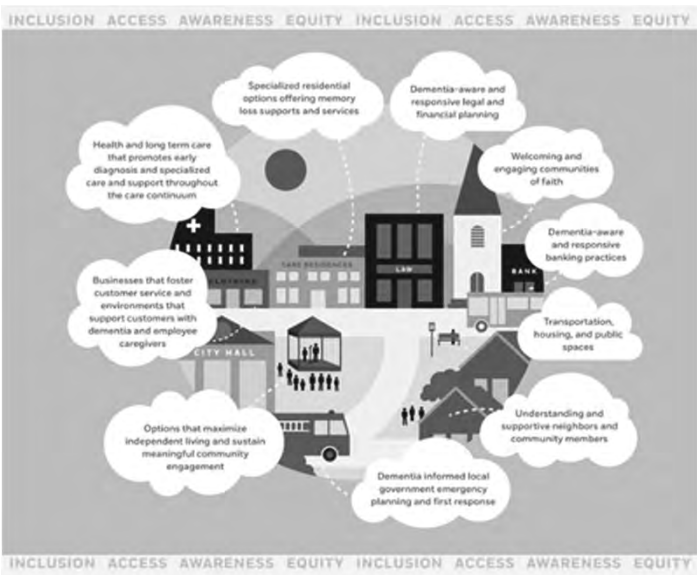 INCLUSION ACCESS AWARENESS EQUITY INCLUSION ACCESS AWARENESS EQUITY
Specialized residential
options offering memory
loss supports and services
Dementia-aware and
responsive legal and
financial planning
Health and long term care
that promotes early
diagnosis and specialized
care and support throughout
the care continuum
Welcoming and
engaging communities
of faith
Dementia-aware
and responsive
banking practices
CLOTHING
CARE RESIDENCES
LAW
BANK
Businesses that foster
customer service and
environments that
support customers with
dementia and employee
caregivers
Transportation,
housing, and public
spaces
CITY HALL
Options that maximize
independent living and sustain
meaningful community
engagement
Understanding and
supportive neighbors and
community members
Dementia informed local
government emergency
planning and first response
INCLUSION ACCESS AWARENESS EQUITY INCLUSION ACCESS AWARENESS EQUITY